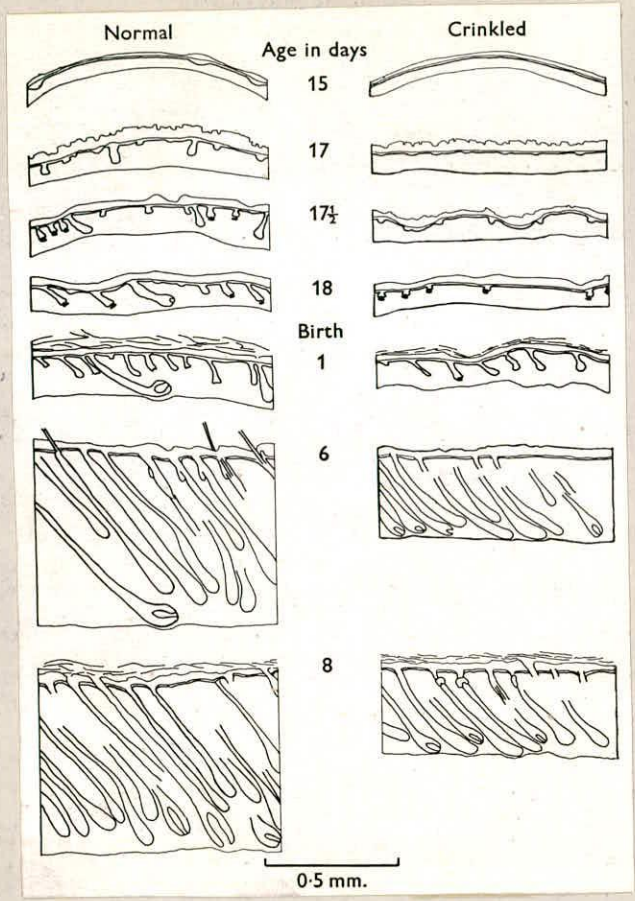 Normal
Age in days
Crinkled
15
17
17½
18
Birth
1
6
8
0·5 mm.